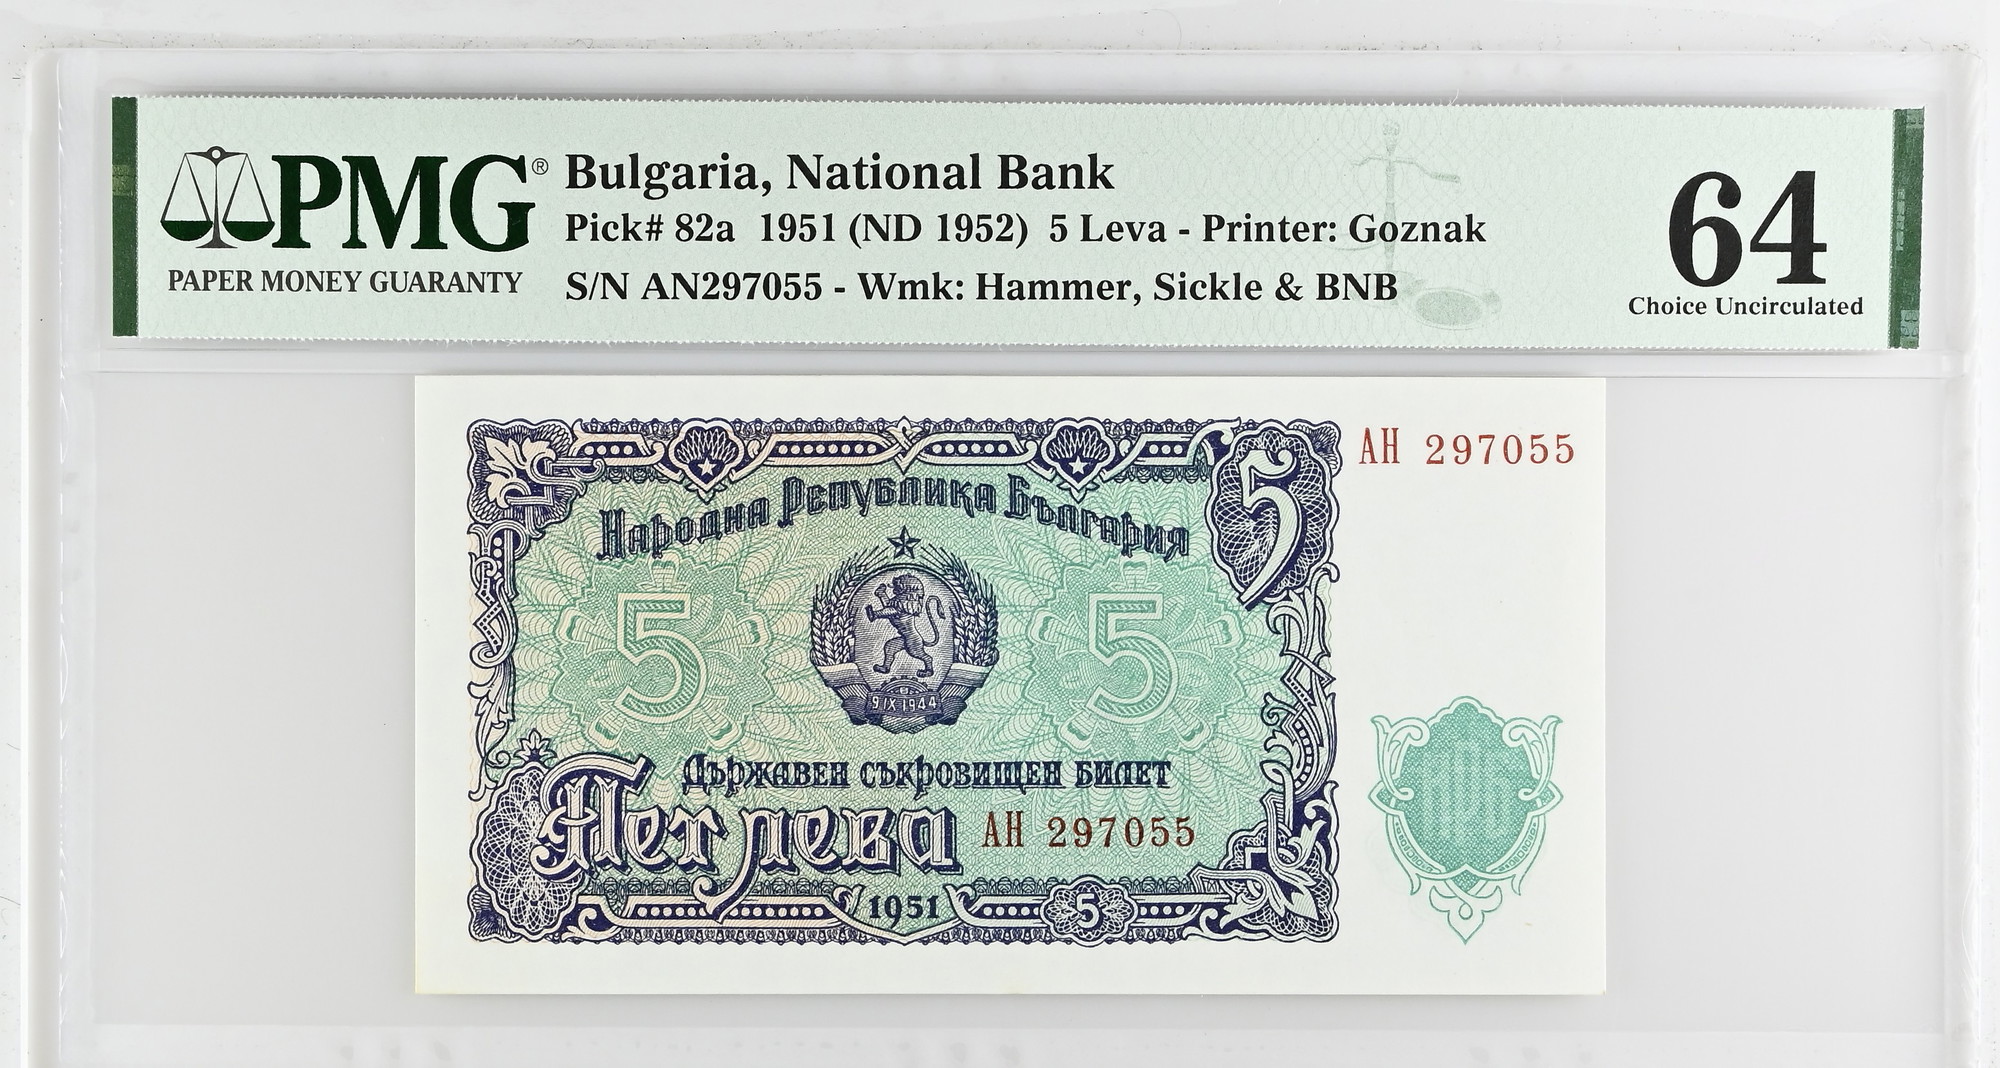 PMG®
PAPER MONEY GUARANTY
Bulgaria, National Bank
Pick# 82a 1951 (ND 1952) 5 Leva - Printer: Goznak
S/N AN297055 - Wmk: Hammer, Sickle & BNB
64
Choice Uncirculated
5
АН 297055
Народна Република България
5
5
9 IX 1944
Държавен съкровищен билет
Пет лева
АН 297055
1951
5